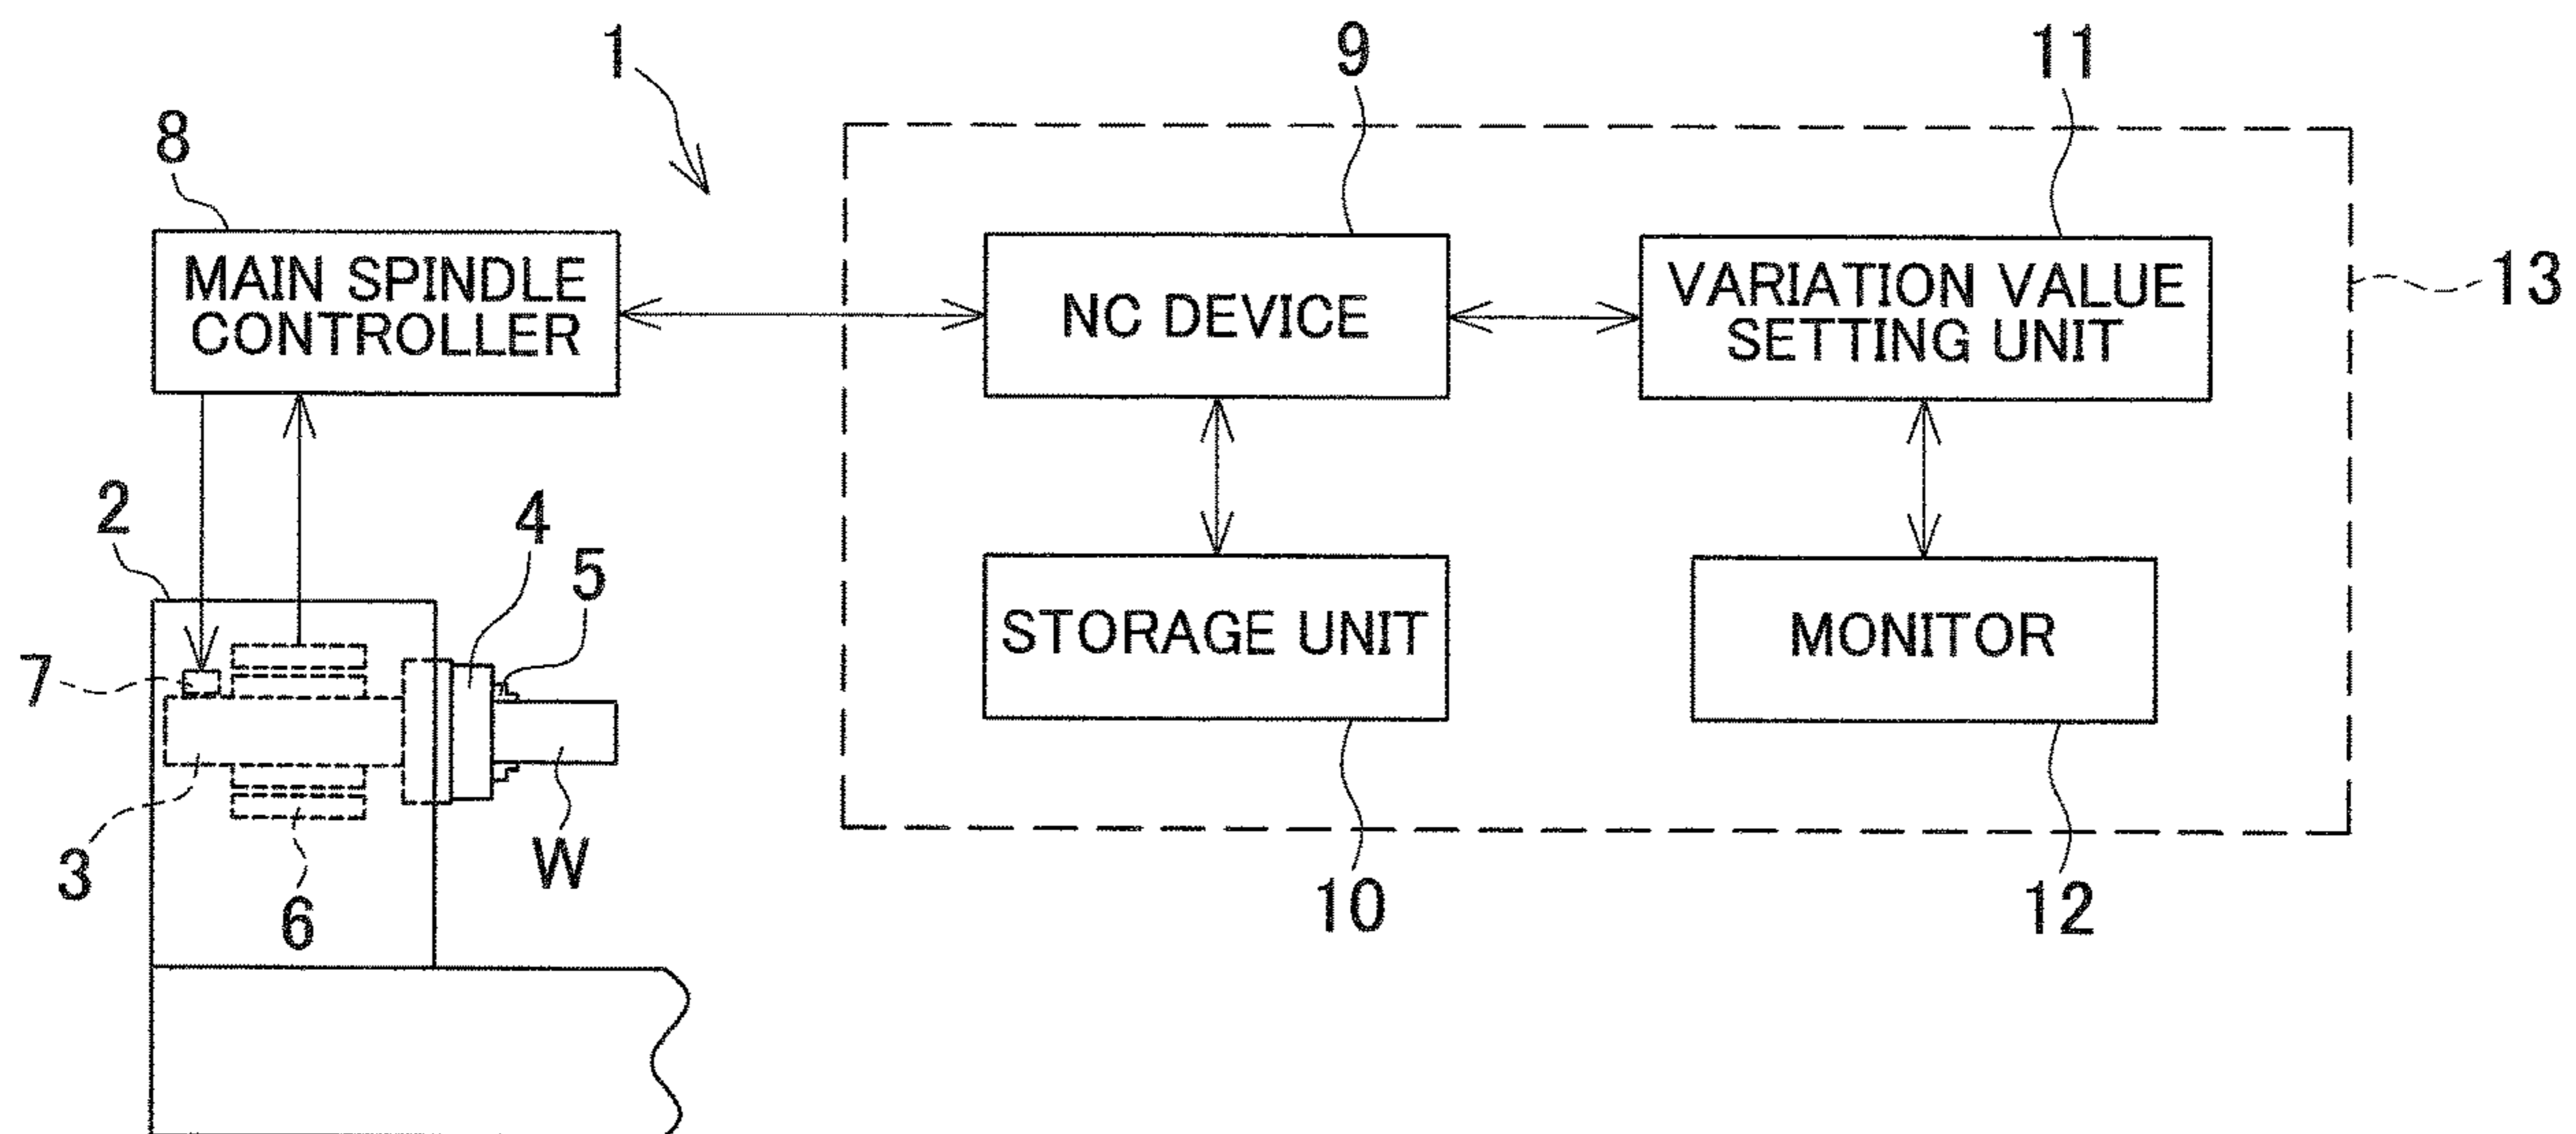 1
9
11
8
MAIN SPINDLE
CONTROLLER
NC DEVICE
VARIATION VALUE
SETTING UNIT
13
2
4
5
STORAGE UNIT
MONITOR
7
3
6
W
10
12